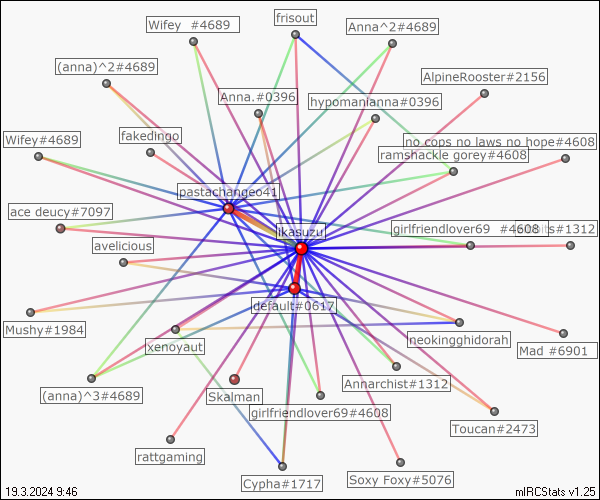 frisout
Wifey  #4689
Anna^2#4689
(anna)^2#4689
AlpineRooster#2156
Anna.#0396
hypomanianna#0396
Wifey#4689
fakedingo
no cops no laws no hope#4608
ramshackle gorey#4608
pastachangeo41
ace deucy#7097
ikasuzu
girlfriendlover69  #4608
#1312
avelicious
default#0617
Mushy#1984
xenoyaut
neokingghidorah
Mad #6901
Annarchist#1312
(anna)^3#4689
Skalman
girlfriendlover69#4608
Toucan#2473
rattgaming
Cypha#1717
Soxy Foxy#5076
19.3.2024 9:46
mIRCStats v1.25